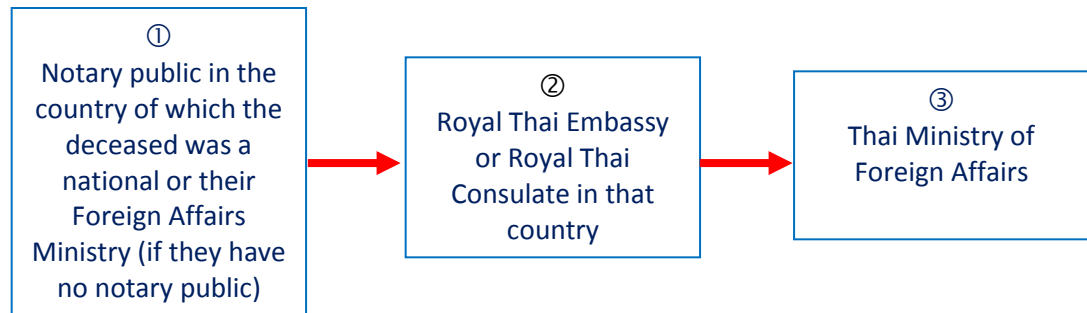 ①
Notary public in the
country of which the
deceased was a
national or their
Foreign Affairs
Ministry (if they have
no notary public)
②
Royal Thai Embassy
or Royal Thai
Consulate in that
country
③
Thai Ministry of
Foreign Affairs